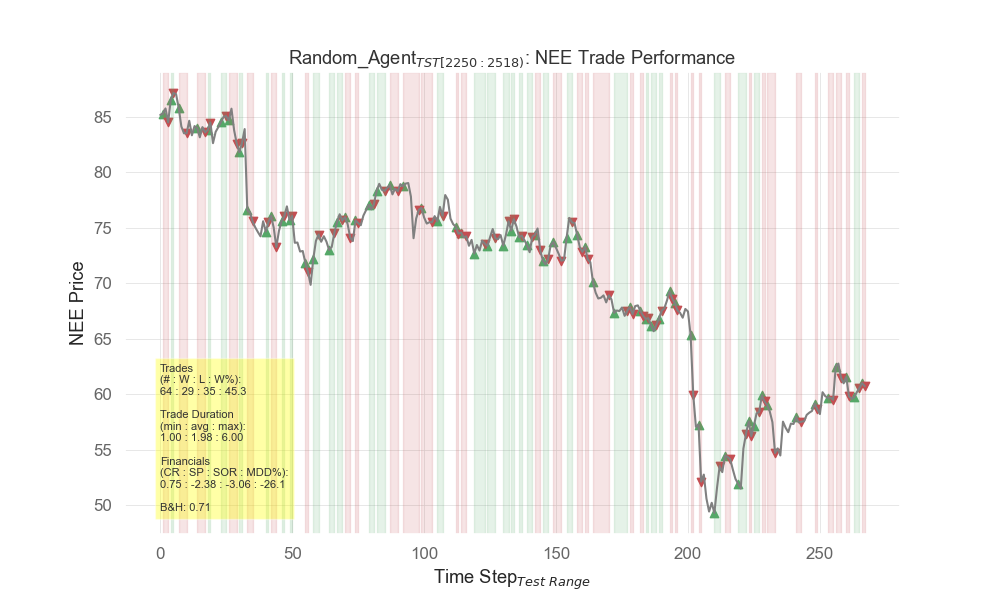 Random_Agent TST[2250 : 2518]: NEE Trade Performance
NEE Price
85
80
75
70
65
60
55
50
Trades
(# : W : L : W%):
64 : 29 : 35 : 45.3
Trade Duration
(min : avg : max):
1.00 : 1.98 : 6.00
Financials
(CR : SP : SOR : MDD%):
0.75 : -2.38 : -3.06 : -26.1
B&H: 0.71
0 50 100 150 200 250
Time Step Test Range